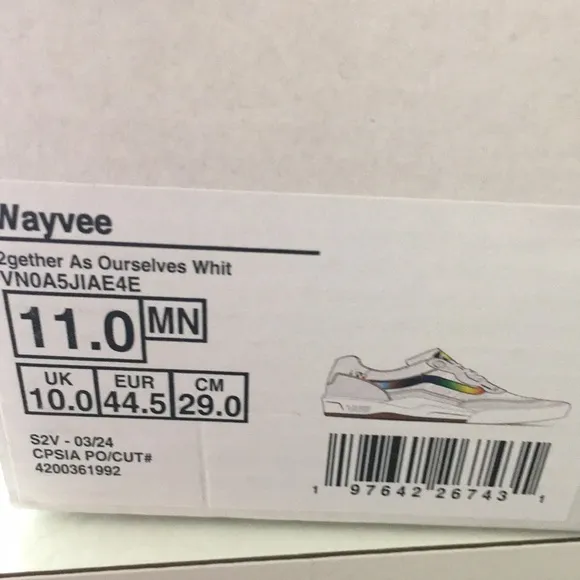 Wayvee
2gether As Ourselves Whit
VN0A5JIAE4E
11.0 MN
UK EUR CM
10.0 44.5 29.0
S2V - 03/24
CPSIA PO/CUT#
4200361992
1 97642 26743 1